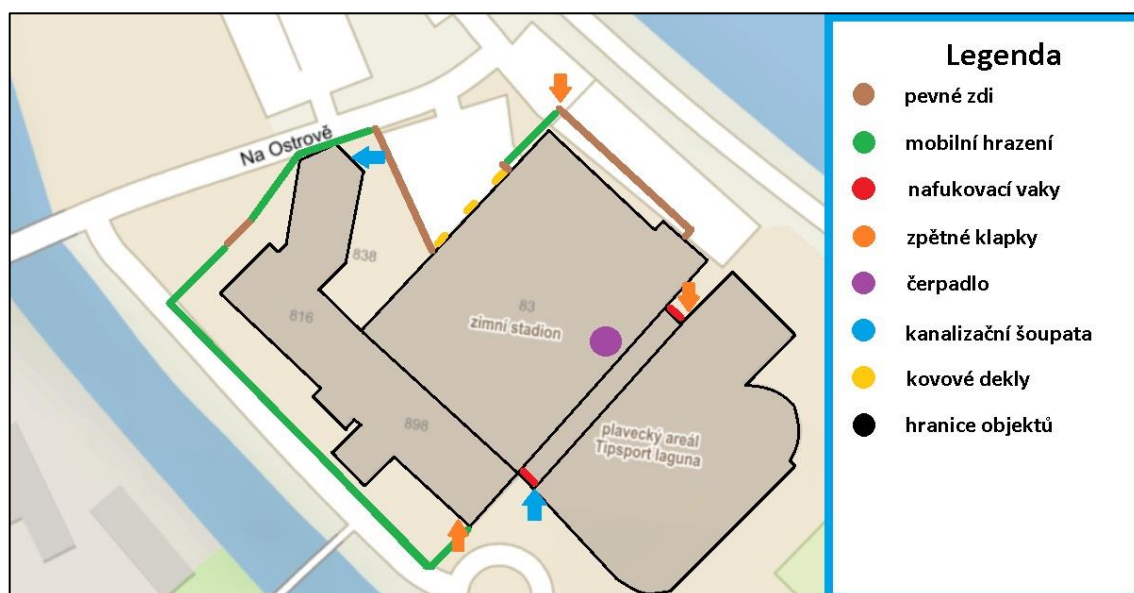 Na Ostrově
838
816
83
zimní stadion
898
plavecký areál
Tipsport laguna
Legenda
pevné zdi
mobilní hrazení
nafukovací vaky
zpětné klapky
čerpadlo
kanalizační šoupata
kovové dekly
hranice objektů